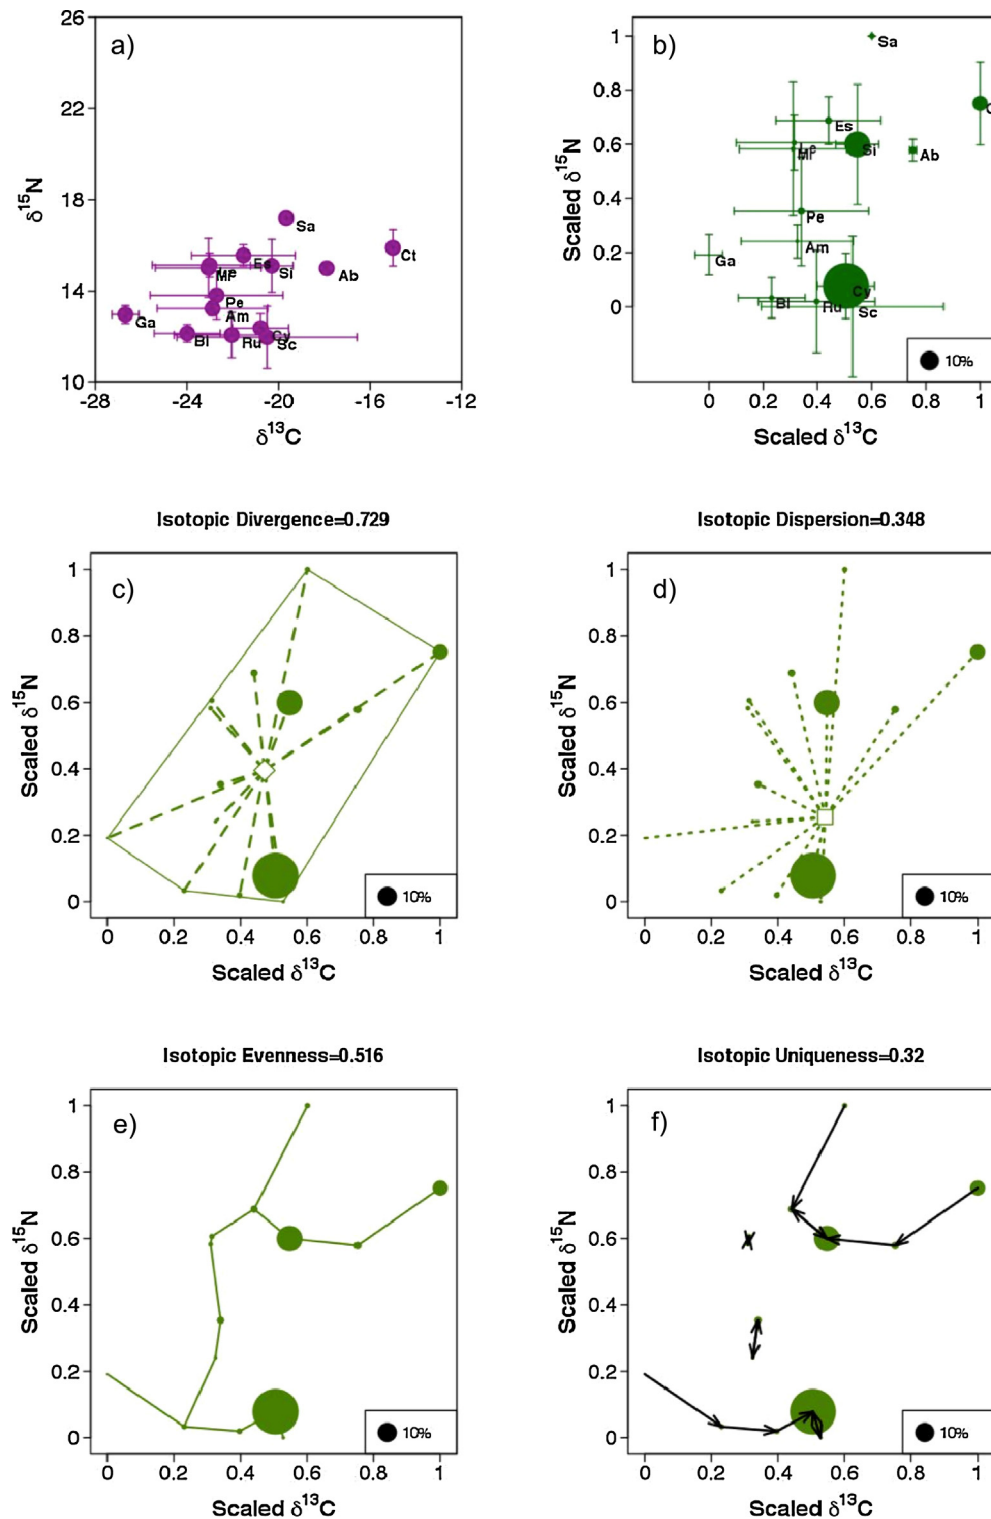 a)
26
22
18
14
10
-28 -24 -20 -16 -12
δ15N
δ13C
Sa
Ct
Es
Si
Ab
Pe
Am
Ga
Bl
Ru
Cy
Sc
b)
1
0.8
0.6
0.4
0.2
0
0 0.2 0.4 0.6 0.8 1
Scaled δ15N
Scaled δ13C
Sa
Es
Si
Ab
Pe
Am
Ga
Bl
Ru
Cy
Sc
10%
Isotopic Divergence=0.729
c)
1
0.8
0.6
0.4
0.2
0
0 0.2 0.4 0.6 0.8 1
Scaled δ15N
Scaled δ13C
10%
Isotopic Dispersion=0.348
d)
1
0.8
0.6
0.4
0.2
0
0 0.2 0.4 0.6 0.8 1
Scaled δ15N
Scaled δ13C
10%
Isotopic Evenness=0.516
e)
1
0.8
0.6
0.4
0.2
0
0 0.2 0.4 0.6 0.8 1
Scaled δ15N
Scaled δ13C
10%
Isotopic Uniqueness=0.32
f)
1
0.8
0.6
0.4
0.2
0
0 0.2 0.4 0.6 0.8 1
Scaled δ15N
Scaled δ13C
10%